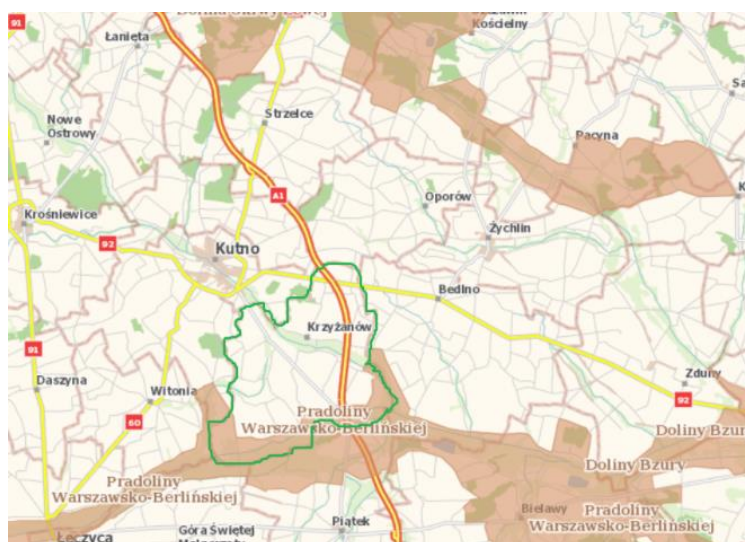 91
Łanięta
Kościelny
Nowe
Ostrowy
Strzelce
Pacyna
A1
Oporów
Krośniewice
92
Kutno
Żychlin
Bedlno
Krzyżanów
91
Daszyna
Witonia
Zduny
92
60
Pradoliny
Warszawsko-Berlińskiej
Doliny Bzury
Doliny Bzury
Pradoliny
Warszawsko-Berlińskiej
Bielawy
Pradoliny
Warszawsko-Berlińskiej
Piątek
Łęczyca
Góra Świętej